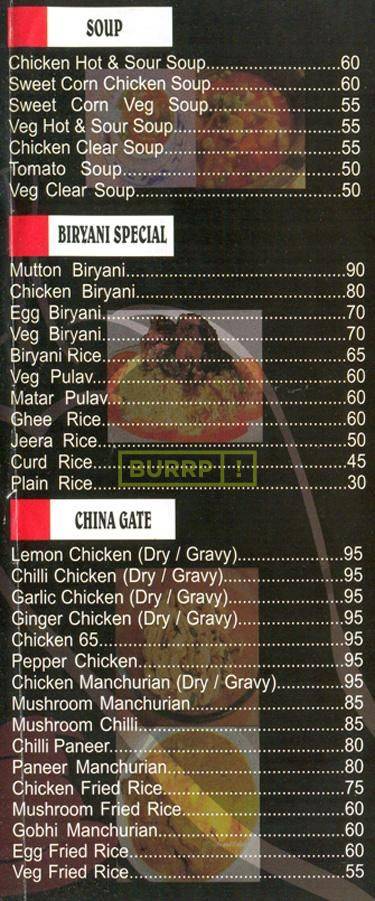 SOUP
Chicken Hot & Sour Soup..............................60
Sweet Corn Chicken Soup............................60
Sweet Corn Veg Soup..............................55
Veg Hot & Sour Soup....................................55
Chicken Clear Soup.......................................55
Tomato Soup................................................50
Veg Clear Soup..............................................50
BIRYANI SPECIAL
Mutton Biryani................................................90
Chicken Biryani..............................................80
Egg Biryani.....................................................70
Veg Biryani.....................................................70
Biryani Rice.....................................................65
Veg Pulav........................................................60
Matar Pulav.....................................................60
Ghee Rice......................................................60
Jeera Rice.......................................................50
Curd Rice........................................................45
BURRP!
Plain Rice........................................................30
CHINA GATE
Lemon Chicken (Dry / Gravy)........................95
Chilli Chicken (Dry / Gravy)...........................95
Garlic Chicken (Dry / Gravy)..........................95
Ginger Chicken (Dry / Gravy)........................95
Chicken 65......................................................95
Pepper Chicken..............................................95
Chicken Manchurian (Dry / Gravy)...............95
Mushroom Manchurian..................................85
Mushroom Chilli..............................................85
Chilli Paneer...................................................80
Paneer Manchurian........................................80
Chicken Fried Rice.........................................75
Mushroom Fried Rice.....................................60
Gobhi Manchurian..........................................60
Egg Fried Rice................................................60
Veg Fried Rice................................................55